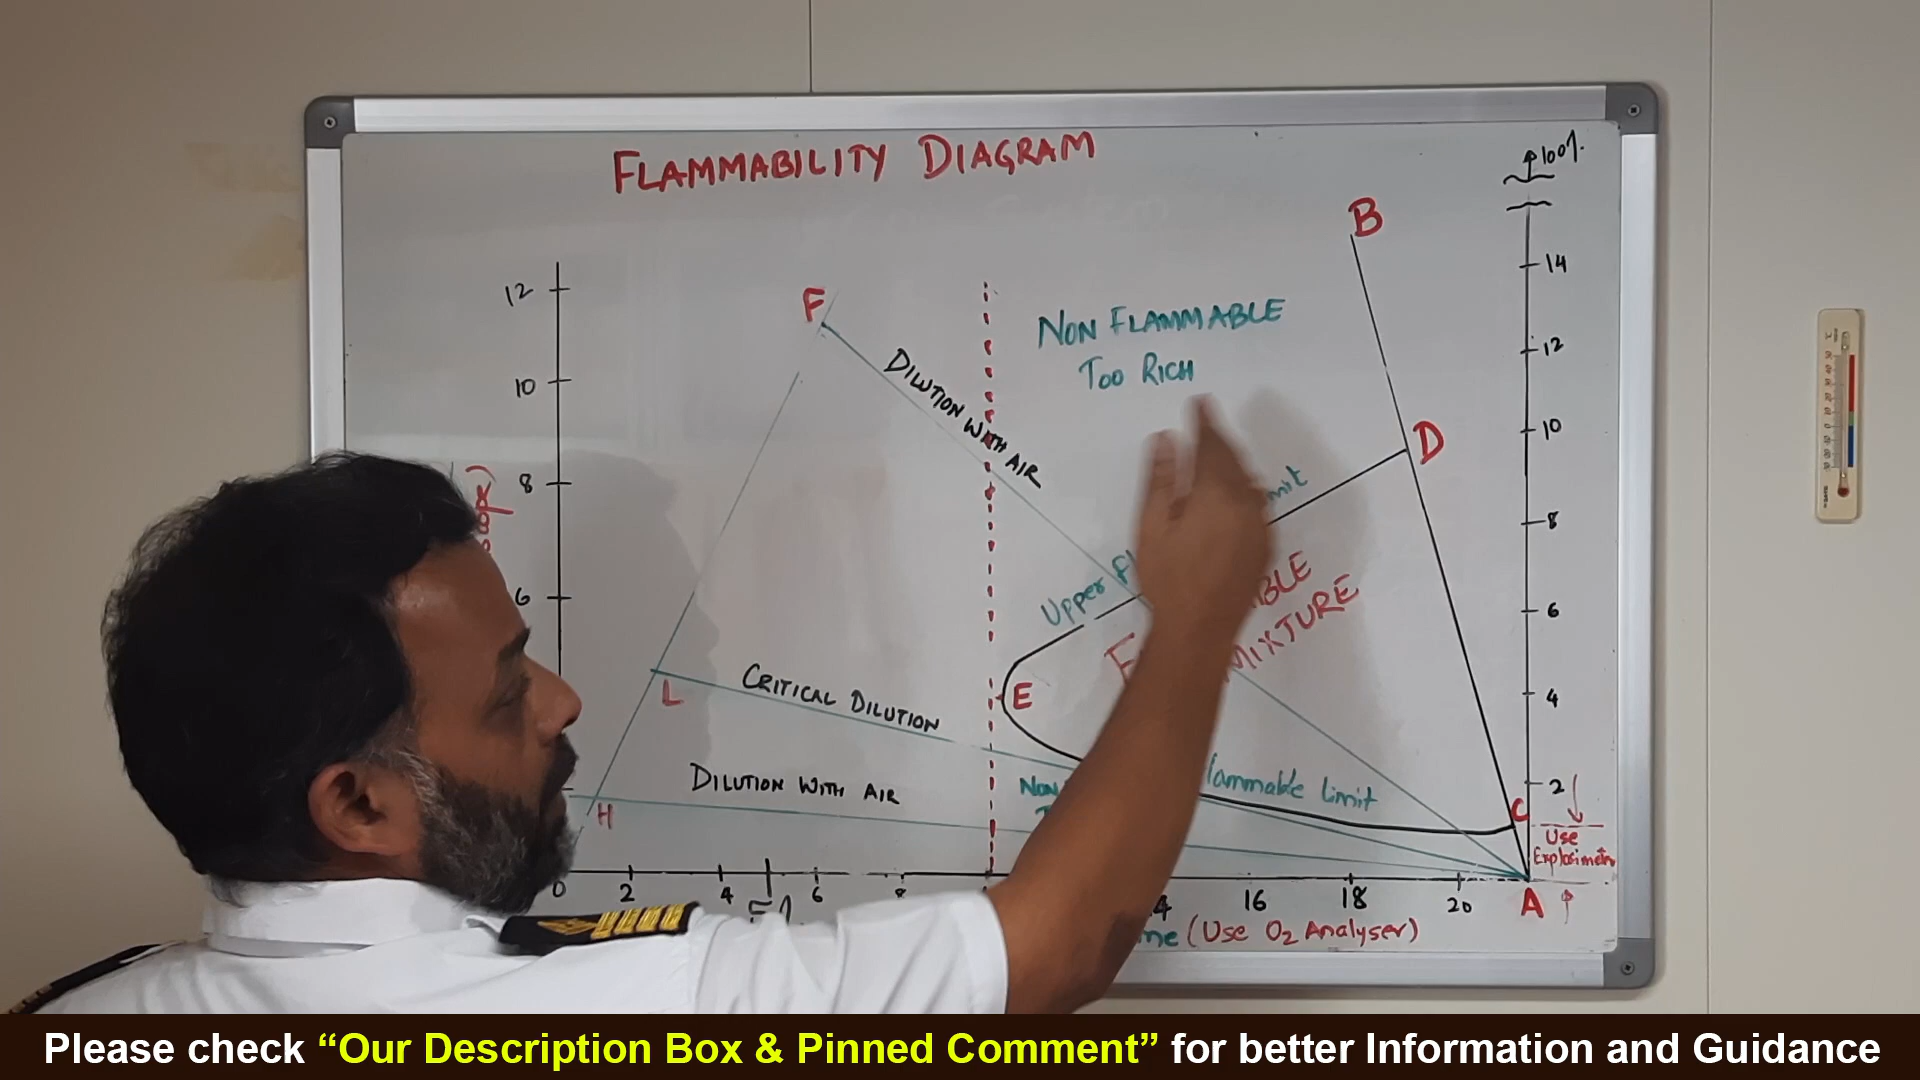 FLAMMABILITY DIAGRAM
100%
B
14
12
F
NON FLAMMABLE
TOO RICH
12
DILUTION WITH AIR
10
10
D
8
8
Upper
6
6
MIXTURE
L
CRITICAL DILUTION
E
4
DILUTION WITH AIR
NON
Flammable Limit
2
H
C
Use
Explosimeter
0
2
4
6
8
16
18
20
A
(Use O2 Analyser)
Please check “Our Description Box & Pinned Comment” for better Information and Guidance